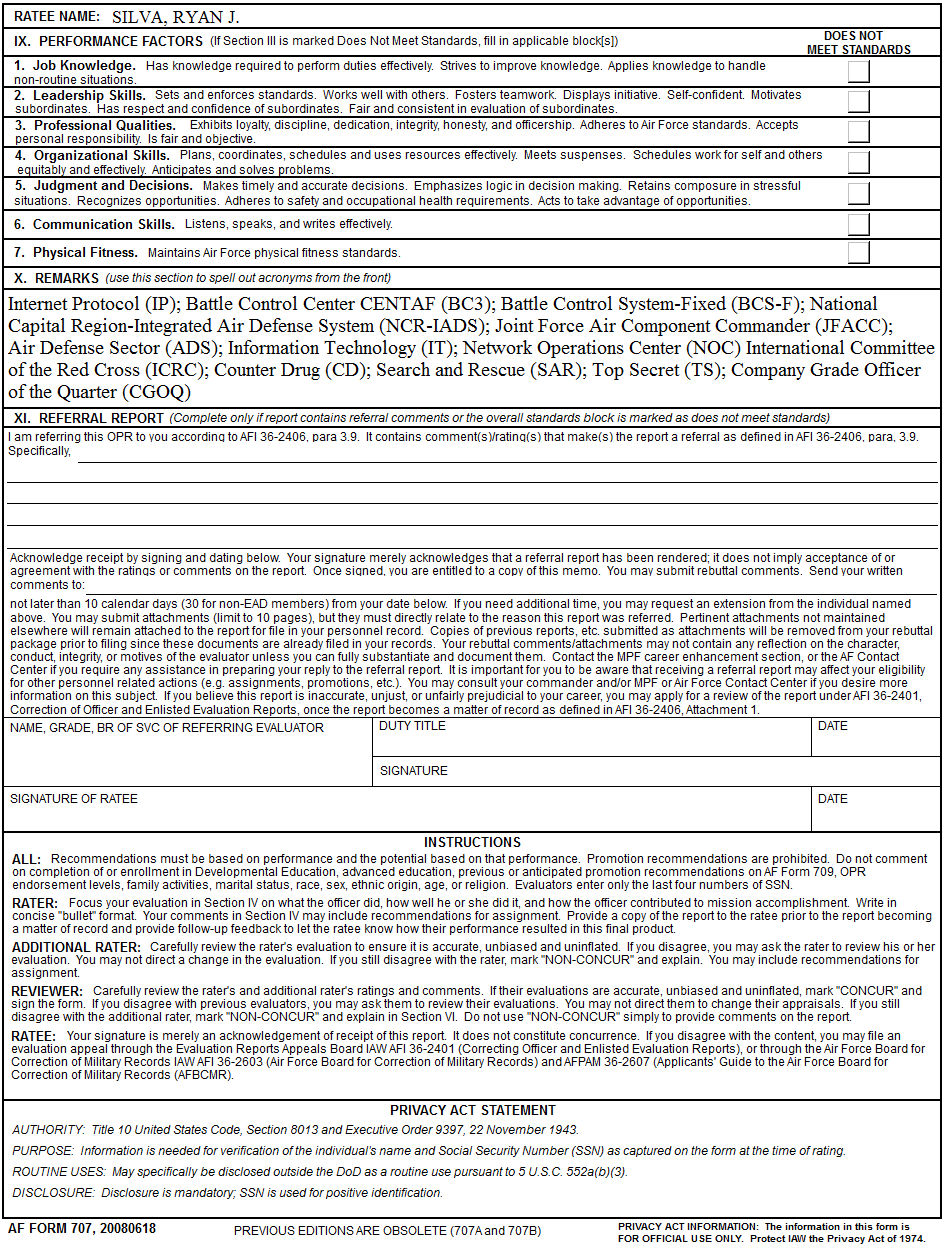 RATEE NAME: SILVA, RYAN J.
IX. PERFORMANCE FACTORS (If Section III is marked Does Not Meet Standards, fill in applicable block[s])
DOES NOT
MEET STANDARDS
1. Job Knowledge. Has knowledge required to perform duties effectively. Strives to improve knowledge. Applies knowledge to handle
non-routine situations.
2. Leadership Skills. Sets and enforces standards. Works well with others. Fosters teamwork. Displays initiative. Self-confident. Motivates
subordinates. Has respect and confidence of subordinates. Fair and consistent in evaluation of subordinates.
3. Professional Qualities. Exhibits loyalty, discipline, dedication, integrity, honesty, and officership. Adheres to Air Force standards. Accepts
personal responsibility. Is fair and objective.
4. Organizational Skills. Plans, coordinates, schedules and uses resources effectively. Meets suspenses. Schedules work for self and others
equitably and effectively. Anticipates and solves problems.
5. Judgment and Decisions. Makes timely and accurate decisions. Emphasizes logic in decision making. Retains composure in stressful
situations. Recognizes opportunities. Adheres to safety and occupational health requirements. Acts to take advantage of opportunities.
6. Communication Skills. Listens, speaks, and writes effectively.
7. Physical Fitness. Maintains Air Force physical fitness standards.
X. REMARKS (use this section to spell out acronyms from the front)
Internet Protocol (IP); Battle Control Center CENTAF (BC3); Battle Control System-Fixed (BCS-F); National
Capital Region-Integrated Air Defense System (NCR-IADS); Joint Force Air Component Commander (JFACC);
Air Defense Sector (ADS); Information Technology (IT); Network Operations Center (NOC) International Committee
of the Red Cross (ICRC); Counter Drug (CD); Search and Rescue (SAR); Top Secret (TS); Company Grade Officer
of the Quarter (CGOQ)
XI. REFERRAL REPORT (Complete only if report contains referral comments or the overall standards block is marked as does not meet standards)
I am referring this OPR to you according to AFI 36-2406, para 3.9. It contains comment(s)/rating(s) that make(s) the report a referral as defined in AFI 36-2406, para, 3.9.
Specifically,
Acknowledge receipt by signing and dating below. Your signature merely acknowledges that a referral report has been rendered; it does not imply acceptance of or
agreement with the ratings or comments on the report. Once signed, you are entitled to a copy of this memo. You may submit rebuttal comments. Send your written
comments to:
not later than 10 calendar days (30 for non-EAD members) from your date below. If you need additional time, you may request an extension from the individual named
above. You may submit attachments (limit to 10 pages), but they must directly relate to the reason this report was referred. Pertinent attachments not maintained
elsewhere will remain attached to the report for file in your personnel record. Copies of previous reports, etc. submitted as attachments will be removed from your rebuttal
package prior to filing since these documents are already filed in your records. Your rebuttal comments/attachments may not contain any reflection on the character,
conduct, integrity, or motives of the evaluator unless you can fully substantiate and document them. Contact the MPF career enhancement section, or the AF Contact
Center if you require any assistance in preparing your reply to the referral report. It is important for you to be aware that receiving a referral report may affect your eligibility
for other personnel related actions (e.g. assignments, promotions, etc.). You may consult your commander and/or MPF or Air Force Contact Center if you desire more
information on this subject. If you believe this report is inaccurate, unjust, or unfairly prejudicial to your career, you may apply for a review of the report under AFI 36-2401,
Correction of Officer and Enlisted Evaluation Reports, once the report becomes a matter of record as defined in AFI 36-2406, Attachment 1.
NAME, GRADE, BR OF SVC OF REFERRING EVALUATOR
DUTY TITLE
DATE
SIGNATURE
SIGNATURE OF RATEE
DATE
INSTRUCTIONS
ALL: Recommendations must be based on performance and the potential based on that performance. Promotion recommendations are prohibited. Do not comment
on completion of or enrollment in Developmental Education, advanced education, previous or anticipated promotion recommendations on AF Form 709, OPR
endorsement levels, family activities, marital status, race, sex, ethnic origin, age, or religion. Evaluators enter only the last four numbers of SSN.
RATER: Focus your evaluation in Section IV on what the officer did, how well he or she did it, and how the officer contributed to mission accomplishment. Write in
concise "bullet" format. Your comments in Section IV may include recommendations for assignment. Provide a copy of the report to the ratee prior to the report becoming
a matter of record and provide follow-up feedback to let the ratee know how their performance resulted in this final product.
ADDITIONAL RATER: Carefully review the rater's evaluation to ensure it is accurate, unbiased and uninflated. If you disagree, you may ask the rater to review his or her
evaluation. You may not direct a change in the evaluation. If you still disagree with the rater, mark "NON-CONCUR" and explain. You may include recommendations for
assignment.
REVIEWER: Carefully review the rater's and additional rater's ratings and comments. If their evaluations are accurate, unbiased and uninflated, mark "CONCUR" and
sign the form. If you disagree with previous evaluators, you may ask them to review their evaluations. You may not direct them to change their appraisals. If you still
disagree with the additional rater, mark "NON-CONCUR" and explain in Section VI. Do not use "NON-CONCUR" simply to provide comments on the report.
RATEE: Your signature is merely an acknowledgement of receipt of this report. It does not constitute concurrence. If you disagree with the content, you may file an
evaluation appeal through the Evaluation Reports Appeals Board IAW AFI 36-2401 (Correcting Officer and Enlisted Evaluation Reports), or through the Air Force Board for
Correction of Military Records IAW AFI 36-2603 (Air Force Board for Correction of Military Records) and AFPAM 36-2607 (Applicants' Guide to the Air Force Board for
Correction of Military Records (AFBCMR).
PRIVACY ACT STATEMENT
AUTHORITY: Title 10 United States Code, Section 8013 and Executive Order 9397, 22 November 1943.
PURPOSE: Information is needed for verification of the individual's name and Social Security Number (SSN) as captured on the form at the time of rating.
ROUTINE USES: May specifically be disclosed outside the DoD as a routine use pursuant to 5 U.S.C. 552a(b)(3).
DISCLOSURE: Disclosure is mandatory; SSN is used for positive identification.
AF FORM 707, 20080618
PREVIOUS EDITIONS ARE OBSOLETE (707A and 707B)
PRIVACY ACT INFORMATION: The information in this form is
FOR OFFICIAL USE ONLY. Protect IAW the Privacy Act of 1974.